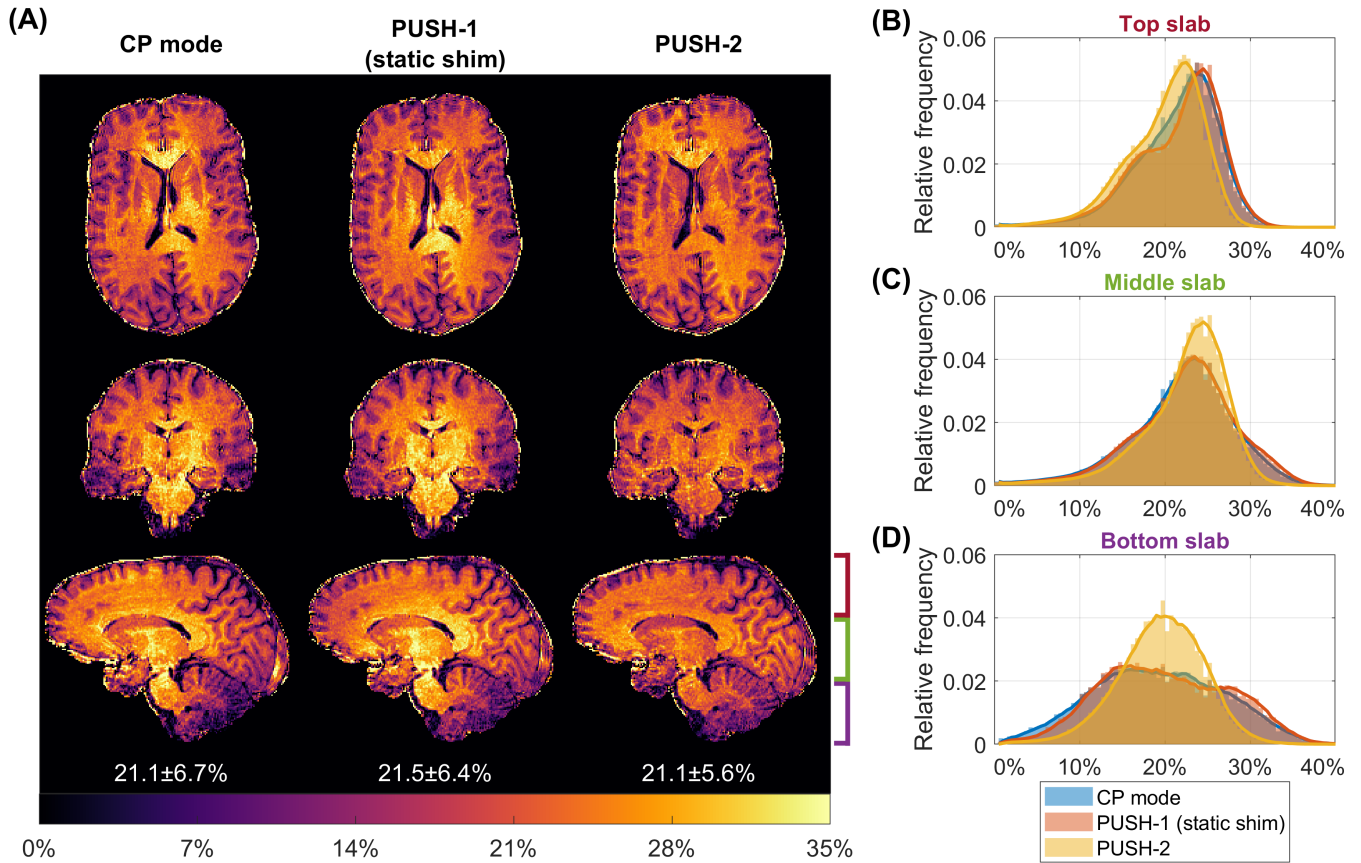 (A)
CP mode
PUSH-1
(static shim)
PUSH-2
21.1±6.7%
21.5±6.4%
21.1±5.6%
0%
7%
14%
21%
28%
35%
(B)
Top slab
Relative frequency
0.06
0.04
0.02
0
0%
10%
20%
30%
40%
(C)
Middle slab
Relative frequency
0.06
0.04
0.02
0
0%
10%
20%
30%
40%
(D)
Bottom slab
Relative frequency
0.06
0.04
0.02
0
0%
10%
20%
30%
40%
CP mode
PUSH-1 (static shim)
PUSH-2